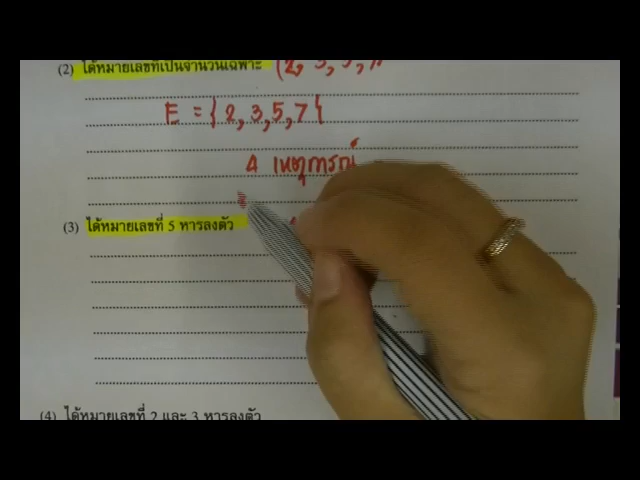 (2) ได้หมายเลขที่เป็นจำนวนเฉพาะ (2, 3, 5, 7
E = { 2, 3, 5, 7 {
4 เหตุการณ์
(3) ได้หมายเลขที่ 5 หารลงตัว
(4) ได้หมายเลขที่ 2 และ 3 หารลงตัว